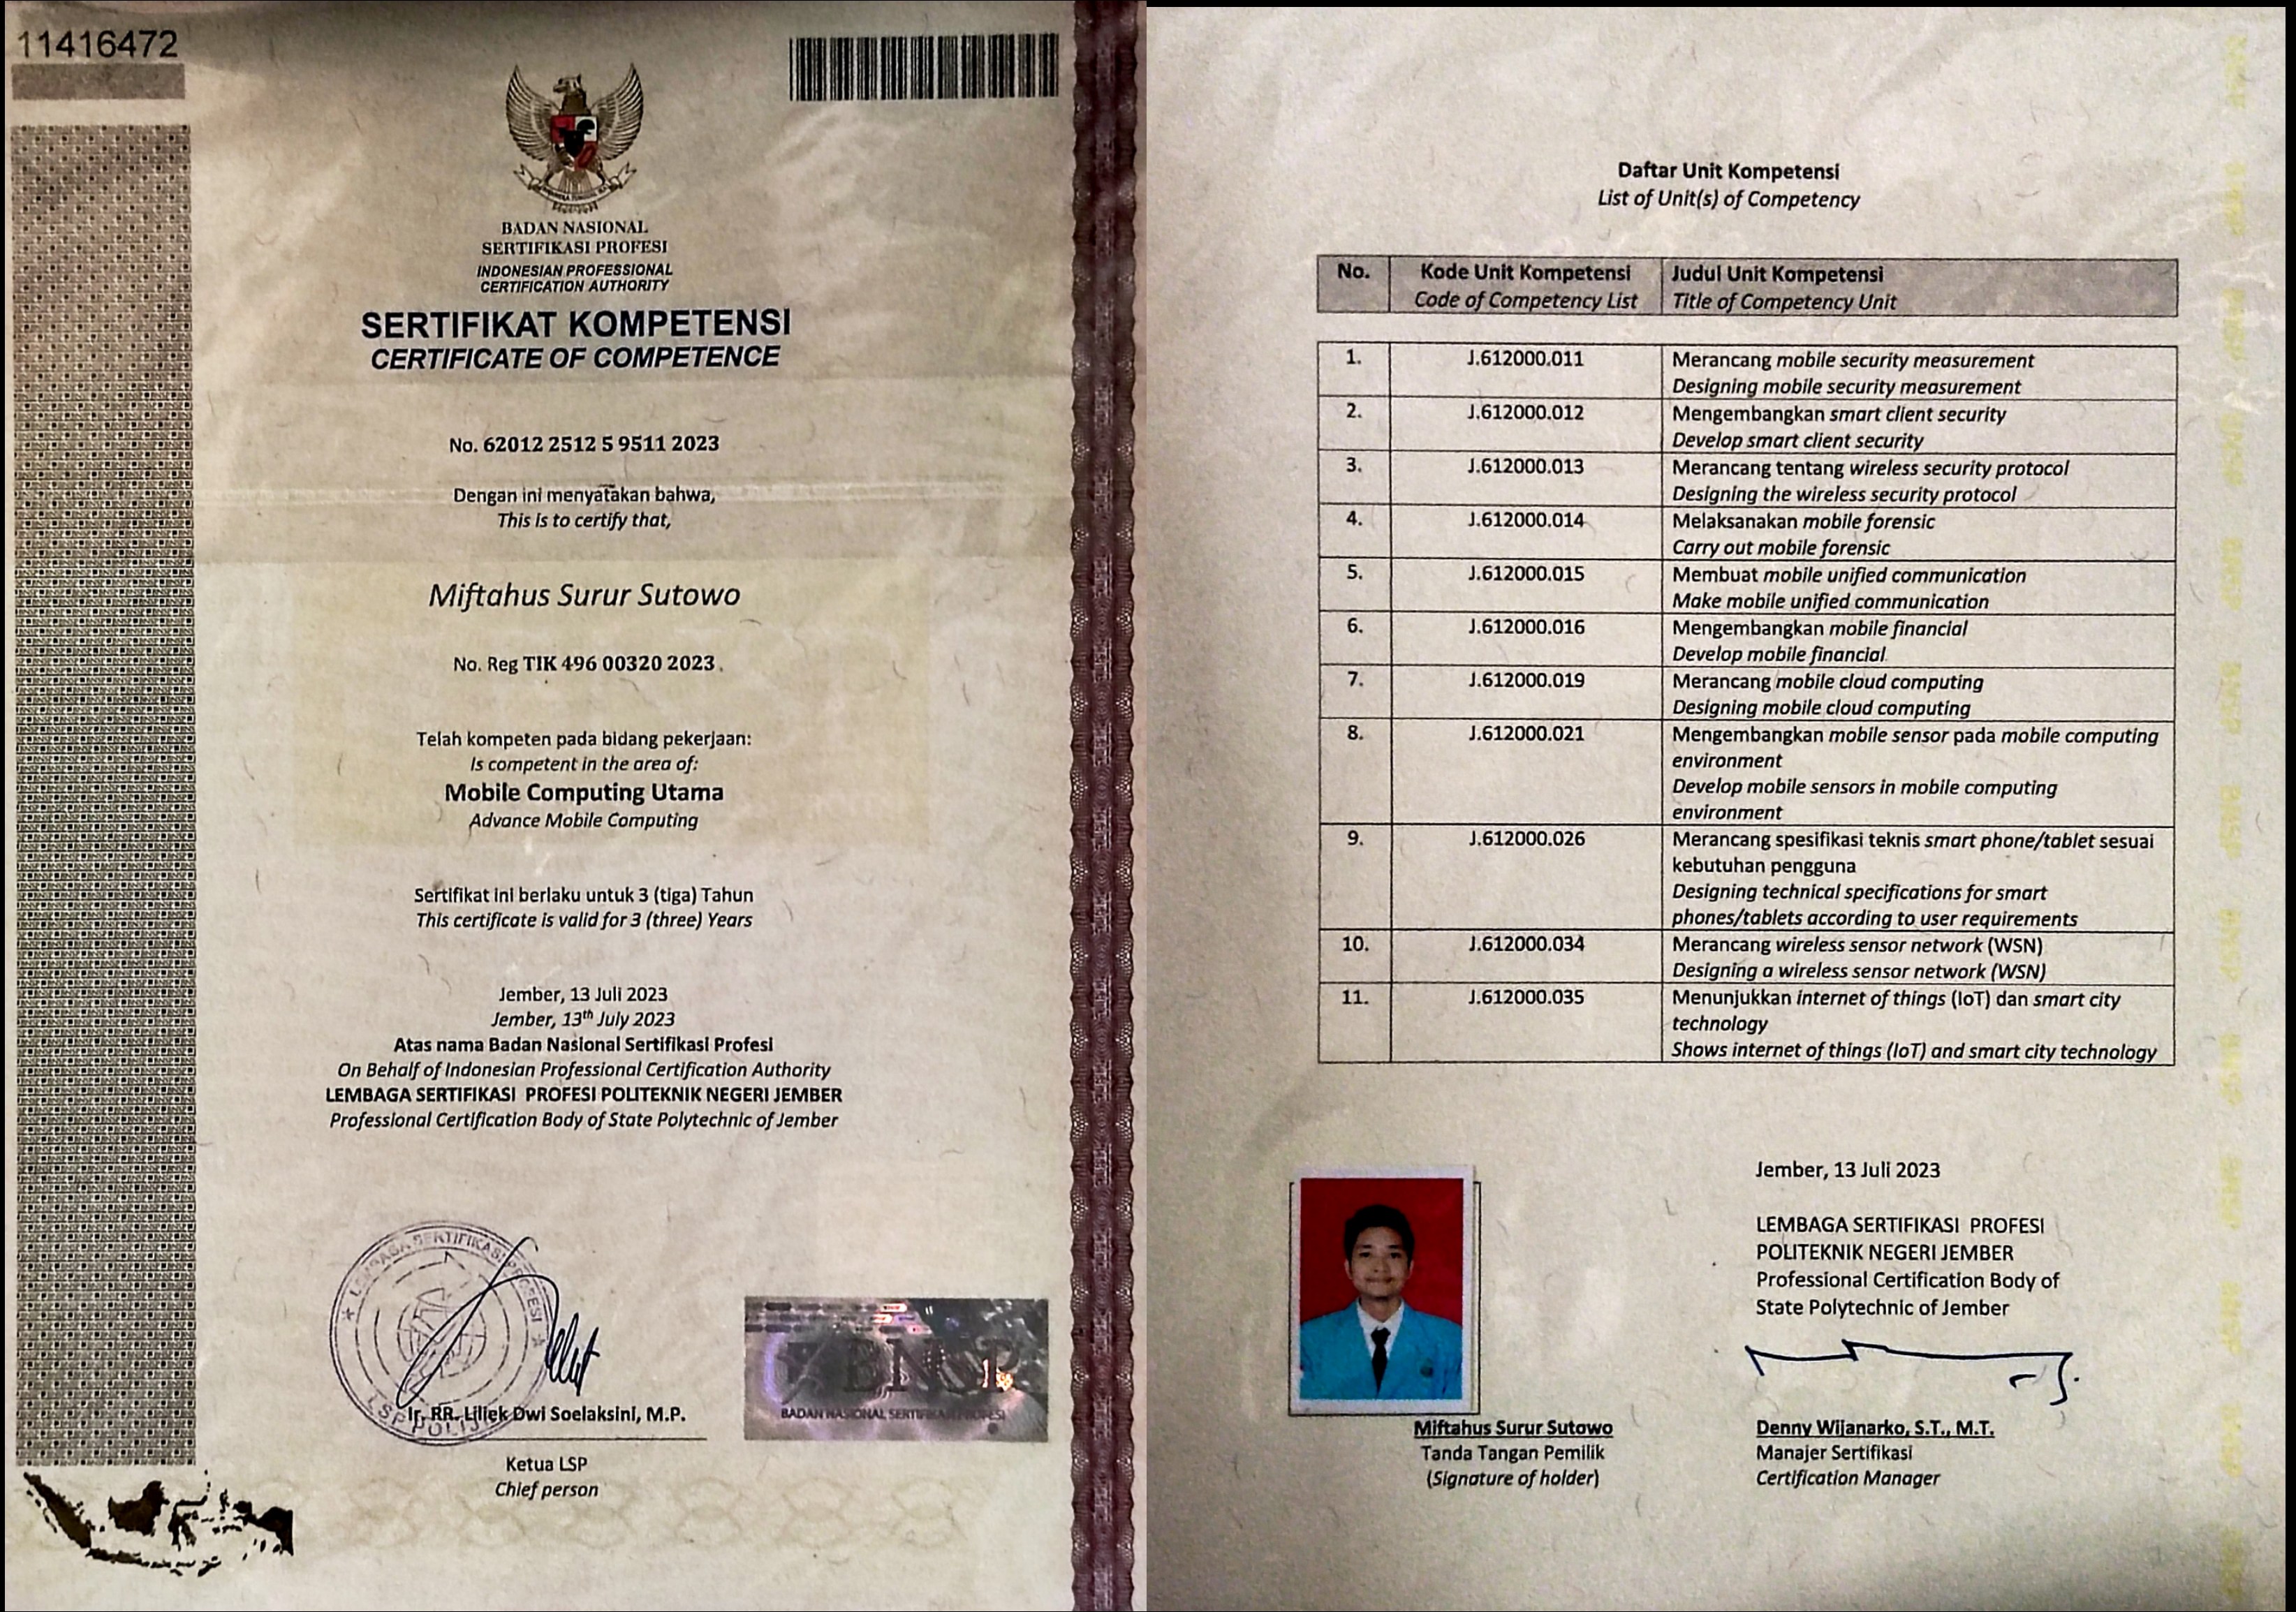 11416472
BADAN NASIONAL
SERTIFIKASI PROFESI
INDONESIAN PROFESSIONAL
CERTIFICATION AUTHORITY
SERTIFIKAT KOMPETENSI
CERTIFICATE OF COMPETENCE
No. 62012 2512 5 9511 2023
Dengan ini menyatakan bahwa,
This is to certify that,
Miftahus Surur Sutowo
No. Reg TIK 496 00320 2023
Telah kompeten pada bidang pekerjaan:
Is competent in the area of:
Mobile Computing Utama
Advance Mobile Computing
Sertifikat ini berlaku untuk 3 (tiga) Tahun
This certificate is valid for 3 (three) Years
Jember, 13 Juli 2023
Jember, 13th July 2023
Atas nama Badan Nasional Sertifikasi Profesi
On Behalf of Indonesian Professional Certification Authority
LEMBAGA SERTIFIKASI PROFESI POLITEKNIK NEGERI JEMBER
Professional Certification Body of State Polytechnic of Jember
LEMBAGA SERTIFIKASI PROFESI
LSP POLIJE
Ir. RR. Liliek Dwi Soelaksini, M.P.
Ketua LSP
Chief person
BNSP
BADAN NASIONAL SERTIFIKASI PROFESI
Daftar Unit Kompetensi
List of Unit(s) of Competency
No. Kode Unit Kompetensi Judul Unit Kompetensi
Code of Competency List Title of Competency Unit
1. J.612000.011 Merancang mobile security measurement
Designing mobile security measurement
2. J.612000.012 Mengembangkan smart client security
Develop smart client security
3. J.612000.013 Merancang tentang wireless security protocol
Designing the wireless security protocol
4. J.612000.014 Melaksanakan mobile forensic
Carry out mobile forensic
5. J.612000.015 Membuat mobile unified communication
Make mobile unified communication
6. J.612000.016 Mengembangkan mobile financial
Develop mobile financial
7. J.612000.019 Merancang mobile cloud computing
Designing mobile cloud computing
8. J.612000.021 Mengembangkan mobile sensor pada mobile computing
environment
Develop mobile sensors in mobile computing
environment
9. J.612000.026 Merancang spesifikasi teknis smart phone/tablet sesuai
kebutuhan pengguna
Designing technical specifications for smart
phones/tablets according to user requirements
10. J.612000.034 Merancang wireless sensor network (WSN)
Designing a wireless sensor network (WSN)
11. J.612000.035 Menunjukkan internet of things (IoT) dan smart city
technology
Shows internet of things (IoT) and smart city technology
Jember, 13 Juli 2023
LEMBAGA SERTIFIKASI PROFESI
POLITEKNIK NEGERI JEMBER
Professional Certification Body of
State Polytechnic of Jember
Miftahus Surur Sutowo
Tanda Tangan Pemilik
(Signature of holder)
Denny Wijanarko, S.T., M.T.
Manajer Sertifikasi
Certification Manager